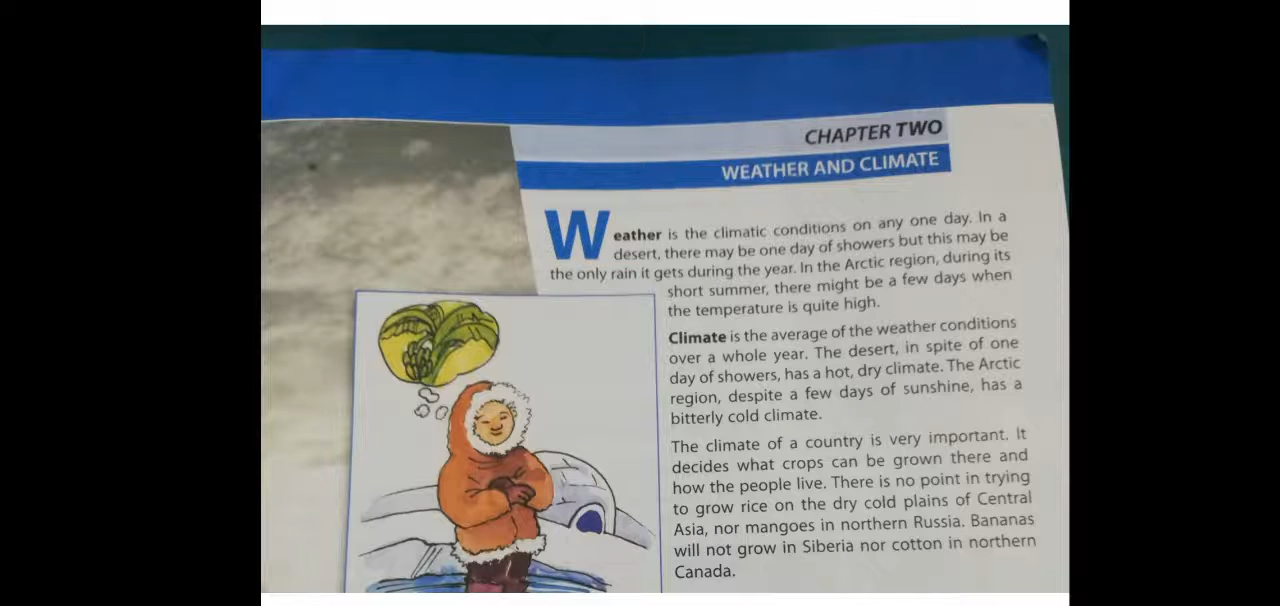 CHAPTER TWO
WEATHER AND CLIMATE
Weather is the climatic conditions on any one day. In a
desert, there may be one day of showers but this may be
the only rain it gets during the year. In the Arctic region, during its
short summer, there might be a few days when
the temperature is quite high.
Climate is the average of the weather conditions
over a whole year. The desert, in spite of one
day of showers, has a hot, dry climate. The Arctic
region, despite a few days of sunshine, has a
bitterly cold climate.
The climate of a country is very important. It
decides what crops can be grown there and
how the people live. There is no point in trying
to grow rice on the dry cold plains of Central
Asia, nor mangoes in northern Russia. Bananas
will not grow in Siberia nor cotton in northern
Canada.